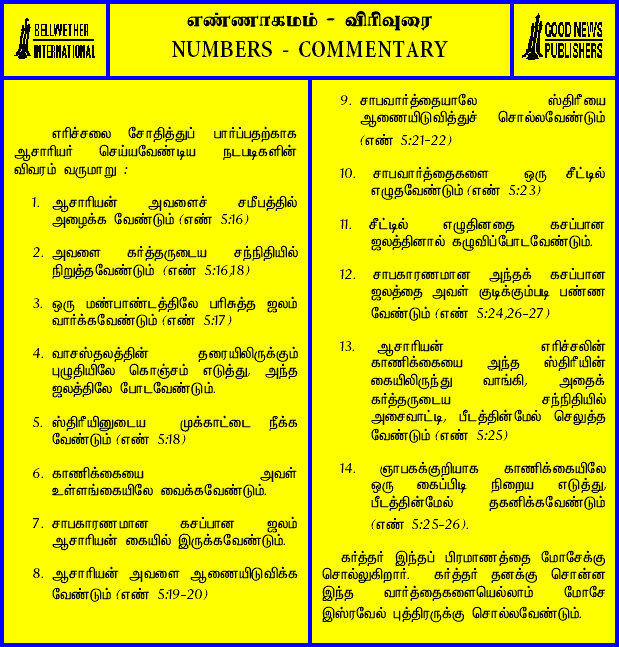 BELLWETHER
INTERNATIONAL
எண்ணாகமம் - விரிவுரை
NUMBERS - COMMENTARY
GOOD NEWS
PUBLISHERS
எரிச்சலை சோதித்துப் பார்ப்பதற்காக
ஆசாரியர் செய்யவேண்டிய நடபடிகளின்
விவரம் வருமாறு :
1. ஆசாரியன் அவளைச் சமீபத்தில்
அழைக்க வேண்டும் (எண் 5:16)
2. அவளை கர்த்தருடைய சந்நிதியில்
நிறுத்தவேண்டும் (எண் 5:16,18)
3. ஒரு மண்பாண்டத்திலே பரிசுத்த ஜலம்
வார்க்கவேண்டும் (எண் 5:17)
4. வாசஸ்தலத்தின் தரையிலிருக்கும்
புழுதியிலே கொஞ்சம் எடுத்து, அந்த
ஜலத்திலே போடவேண்டும்.
5. ஸ்திரீயினுடைய முக்காட்டை நீக்க
வேண்டும் (எண் 5:18)
6. காணிக்கையை அவள்
உள்ளங்கையிலே வைக்கவேண்டும்.
7. சாபகாரணமான கசப்பான ஜலம்
ஆசாரியன் கையில் இருக்கவேண்டும்.
8. ஆசாரியன் அவளை ஆணையிடுவிக்க
வேண்டும் (எண் 5:19-20)
9. சாபவார்த்தையாலே ஸ்திரீயை
ஆணையிடுவித்துச் சொல்லவேண்டும்
(எண் 5:21-22)
10. சாபவார்த்தைகளை ஒரு சீட்டில்
எழுதவேண்டும் (எண் 5:23)
11. சீட்டில் எழுதினதை கசப்பான
ஜலத்தினால் கழுவிப்போடவேண்டும்.
12. சாபகாரணமான அந்தக் கசப்பான
ஜலத்தை அவள் குடிக்கும்படி பண்ண
வேண்டும் (எண் 5:24,26-27)
13. ஆசாரியன் எரிச்சலின்
காணிக்கையை அந்த ஸ்திரீயின்
கையிலிருந்து வாங்கி, அதைக்
கர்த்தருடைய சந்நிதியில்
அசைவாட்டி, பீடத்தின்மேல் செலுத்த
வேண்டும் (எண் 5:25)
14. ஞாபகக்குறியாக காணிக்கையிலே
ஒரு கைப்பிடி நிறைய எடுத்து,
பீடத்தின்மேல் தகனிக்கவேண்டும்
(எண் 5:25-26).
கர்த்தர் இந்தப் பிரமாணத்தை மோசேக்கு
சொல்லுகிறார். கர்த்தர் தனக்கு சொன்ன
இந்த வார்த்தைகளையெல்லாம் மோசே
இஸ்ரவேல் புத்திரருக்கு சொல்லவேண்டும்.